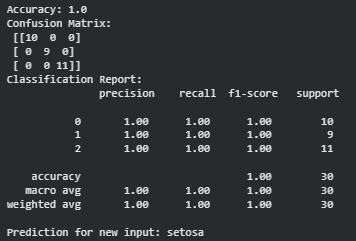 Accuracy: 1.0
Confusion Matrix:
[[10  0  0]
 [ 0  9  0]
 [ 0  0 11]]
Classification Report:
              precision    recall  f1-score   support

           0       1.00      1.00      1.00        10
           1       1.00      1.00      1.00         9
           2       1.00      1.00      1.00        11

    accuracy                           1.00        30
   macro avg       1.00      1.00      1.00        30
weighted avg       1.00      1.00      1.00        30

Prediction for new input: setosa